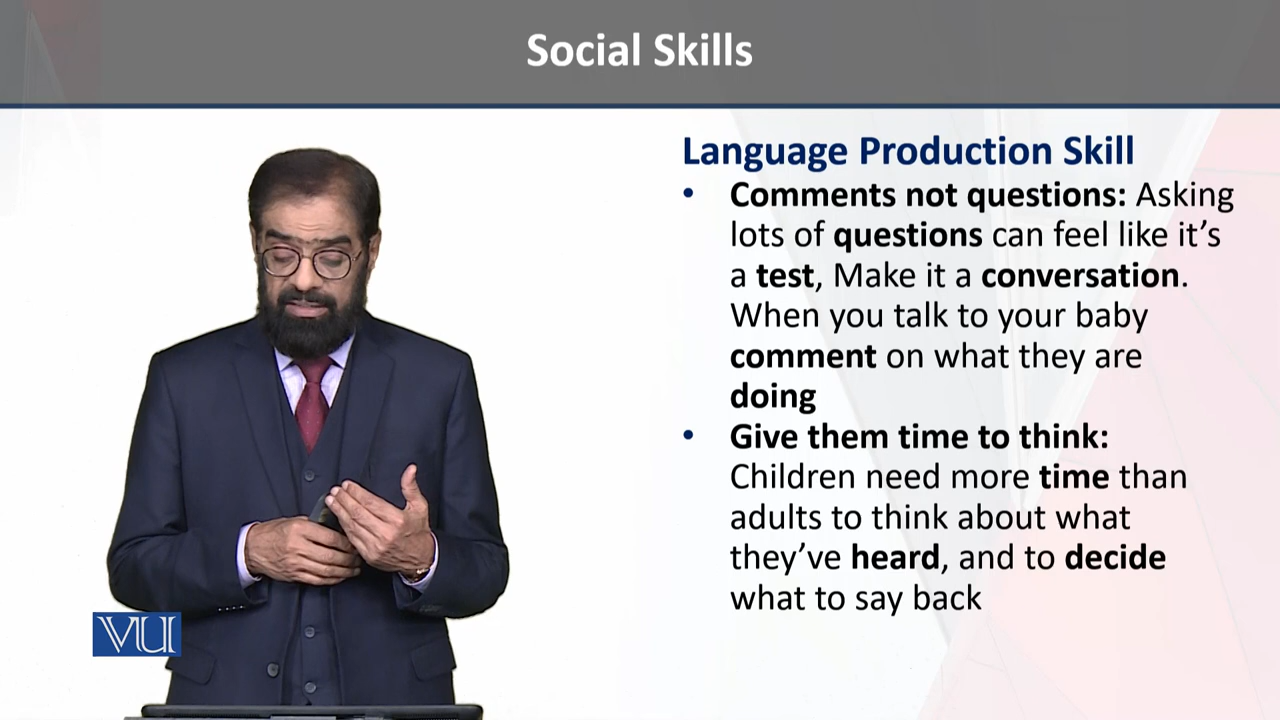 Social Skills
Language Production Skill
• Comments not questions: Asking
lots of questions can feel like it’s
a test, Make it a conversation.
When you talk to your baby
comment on what they are
doing
• Give them time to think:
Children need more time than
adults to think about what
they’ve heard, and to decide
what to say back
VU